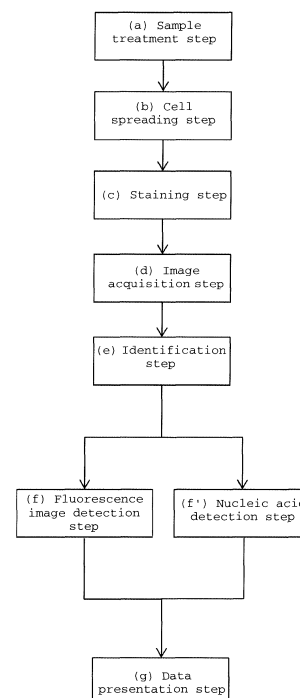 (a) Sample
treatment step
(b) Cell
spreading step
(c) Staining step
(d) Image
acquisition step
(e) Identification
step
(f) Fluorescence
image detection
step
(f') Nucleic acid
detection step
(g) Data
presentation step